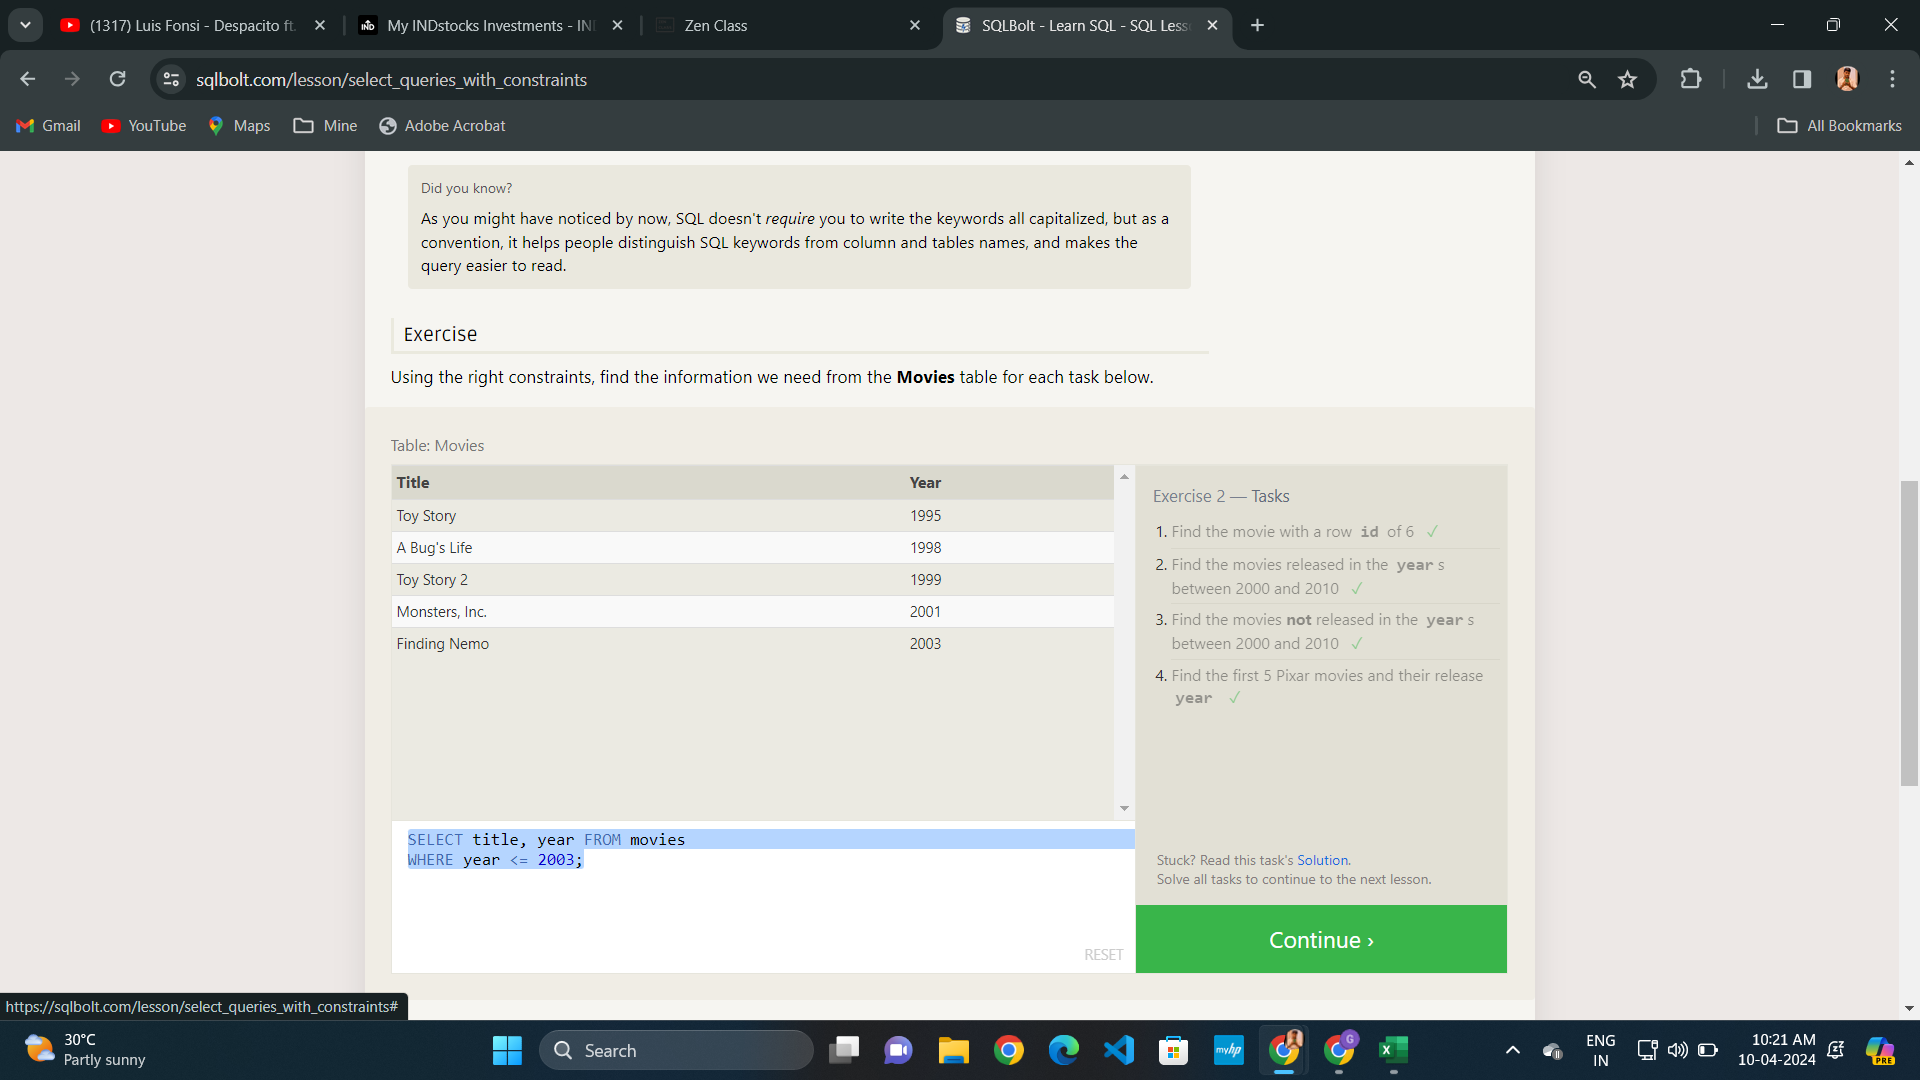 (1317) Luis Fonsi - Despacito ft.
My INDstocks Investments - IND
Zen Class
SQLBolt - Learn SQL - SQL Less
sqlbolt.com/lesson/select_queries_with_constraints
Gmail
YouTube
Maps
Mine
Adobe Acrobat
All Bookmarks
Did you know?
As you might have noticed by now, SQL doesn't require you to write the keywords all capitalized, but as a
convention, it helps people distinguish SQL keywords from column and tables names, and makes the
query easier to read.
Exercise
Using the right constraints, find the information we need from the Movies table for each task below.
Table: Movies
Title Year
Toy Story 1995
A Bug's Life 1998
Toy Story 2 1999
Monsters, Inc. 2001
Finding Nemo 2003
SELECT title, year FROM movies
WHERE year <= 2003;
RESET
Exercise 2 — Tasks
1. Find the movie with a row id of 6 ✓
2. Find the movies released in the year s
between 2000 and 2010 ✓
3. Find the movies not released in the year s
between 2000 and 2010 ✓
4. Find the first 5 Pixar movies and their release
year ✓
Stuck? Read this task's Solution.
Solve all tasks to continue to the next lesson.
Continue ›
https://sqlbolt.com/lesson/select_queries_with_constraints#
30°C
Partly sunny
Search
myhp
G
ENG
IN
10:21 AM
10-04-2024
PRE